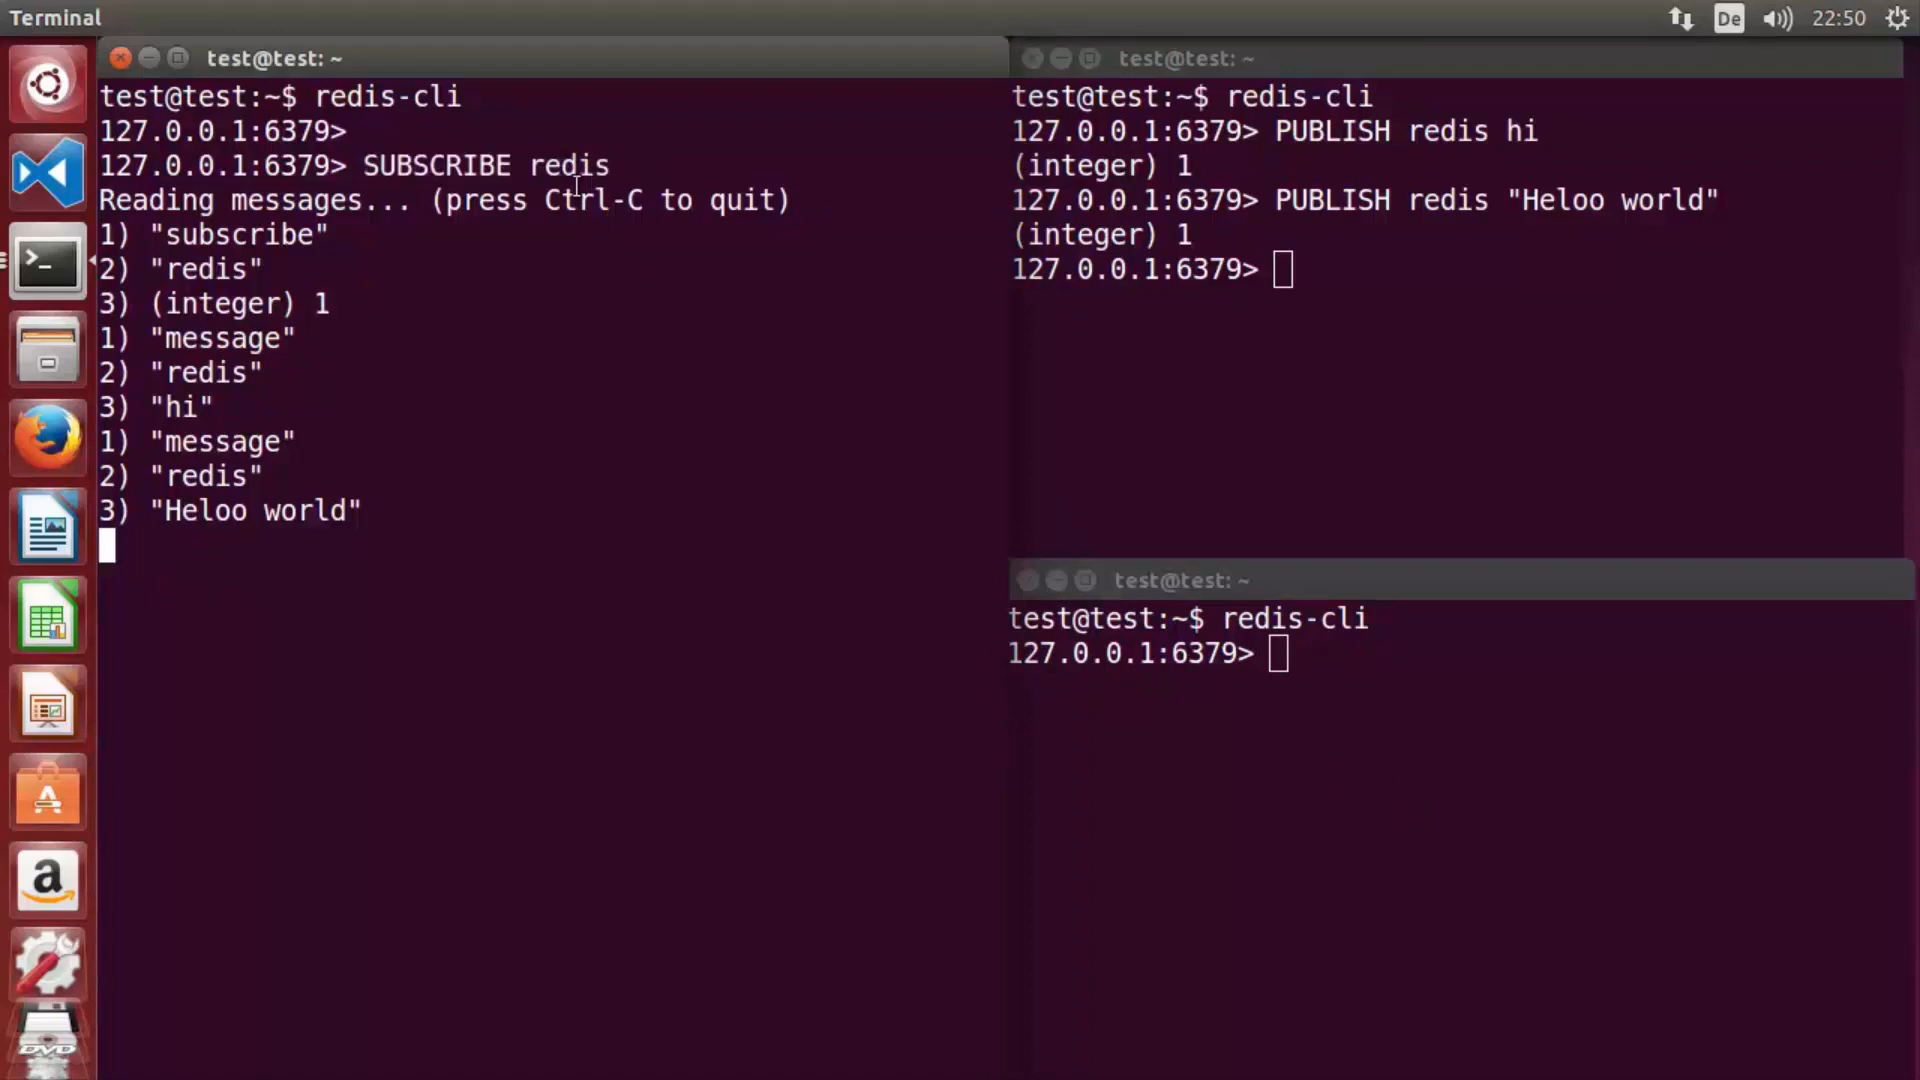 Terminal
De
22:50
test@test: ~
test@test:~$ redis-cli
127.0.0.1:6379>
127.0.0.1:6379> SUBSCRIBE redis
Reading messages... (press Ctrl-C to quit)
1) "subscribe"
2) "redis"
3) (integer) 1
1) "message"
2) "redis"
3) "hi"
1) "message"
2) "redis"
3) "Heloo world"
test@test: ~
test@test:~$ redis-cli
127.0.0.1:6379> PUBLISH redis hi
(integer) 1
127.0.0.1:6379> PUBLISH redis "Heloo world"
(integer) 1
127.0.0.1:6379>
test@test: ~
test@test:~$ redis-cli
127.0.0.1:6379>
>_
A
a
DVD